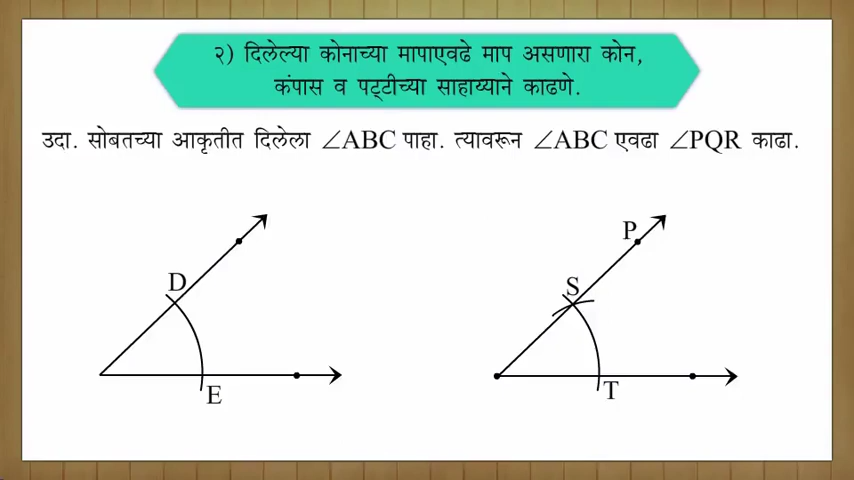 २) दिलेल्या कोनाच्या मापाएवढे माप असणारा कोन,
कंपास व पट्टीच्या साहाय्याने काढणे.
उदा. सोबतच्या आकृतीत दिलेला ∠ABC पाहा. त्यावरून ∠ABC एवढा ∠PQR काढा.
P
D
S
E
T